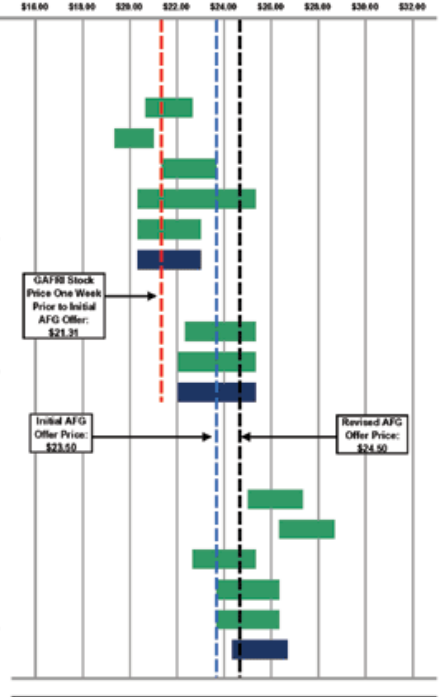 $16.00 $18.00 $20.00 $22.00 $24.00 $26.00 $28.00 $30.00 $32.00
GAFRI Stock
Price One Week
Prior to Initial
AFG Offer:
$21.31
Initial AFG
Offer Price:
$23.50
Revised AFG
Offer Price:
$24.50